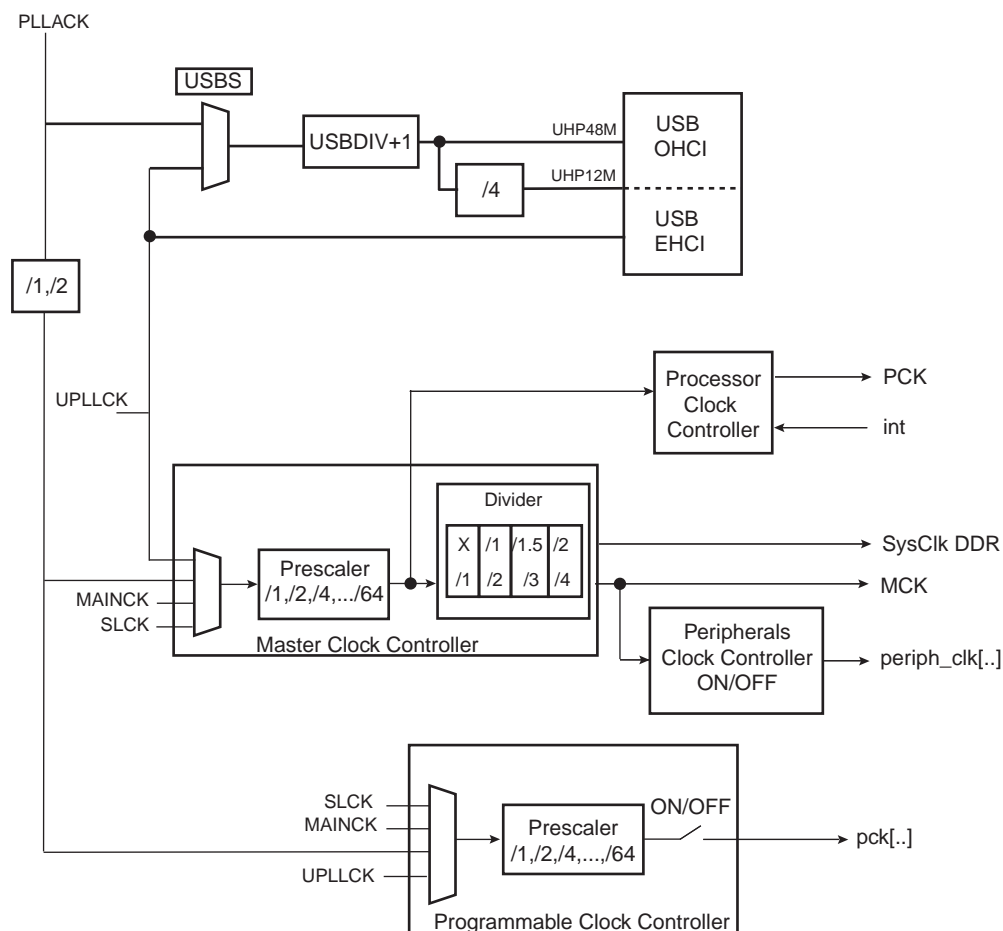 PLLACK
USBS
USBDIV+1
UHP48M
USB
OHCI
/4
UHP12M
USB
EHCI
/1,/2
UPLLCK
Processor
Clock
Controller
PCK
int
Divider
X /1 /1.5 /2
/1 /2 /3 /4
SysClk DDR
MCK
Prescaler
/1,/2,/4,.../64
MAINCK
SLCK
Master Clock Controller
Peripherals
Clock Controller
ON/OFF
periph_clk[..]
SLCK
MAINCK
UPLLCK
Prescaler
/1,/2,/4,...,/64
ON/OFF
pck[..]
Programmable Clock Controller